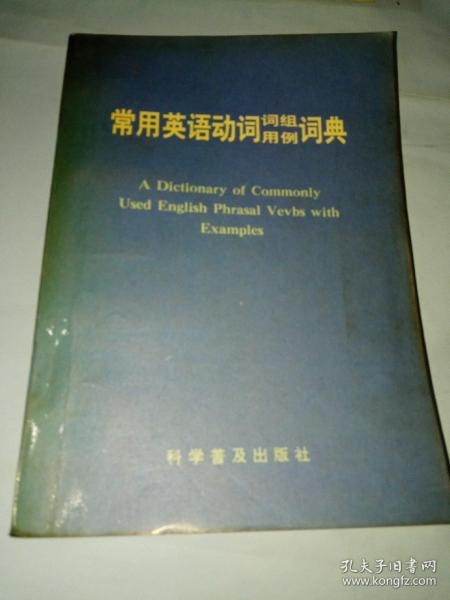 常用英语动词词组用例词典
A Dictionary of Commonly
Used English Phrasal Vevbs with
Examples
科学普及出版社
孔夫子旧书网
www.kongfz.com